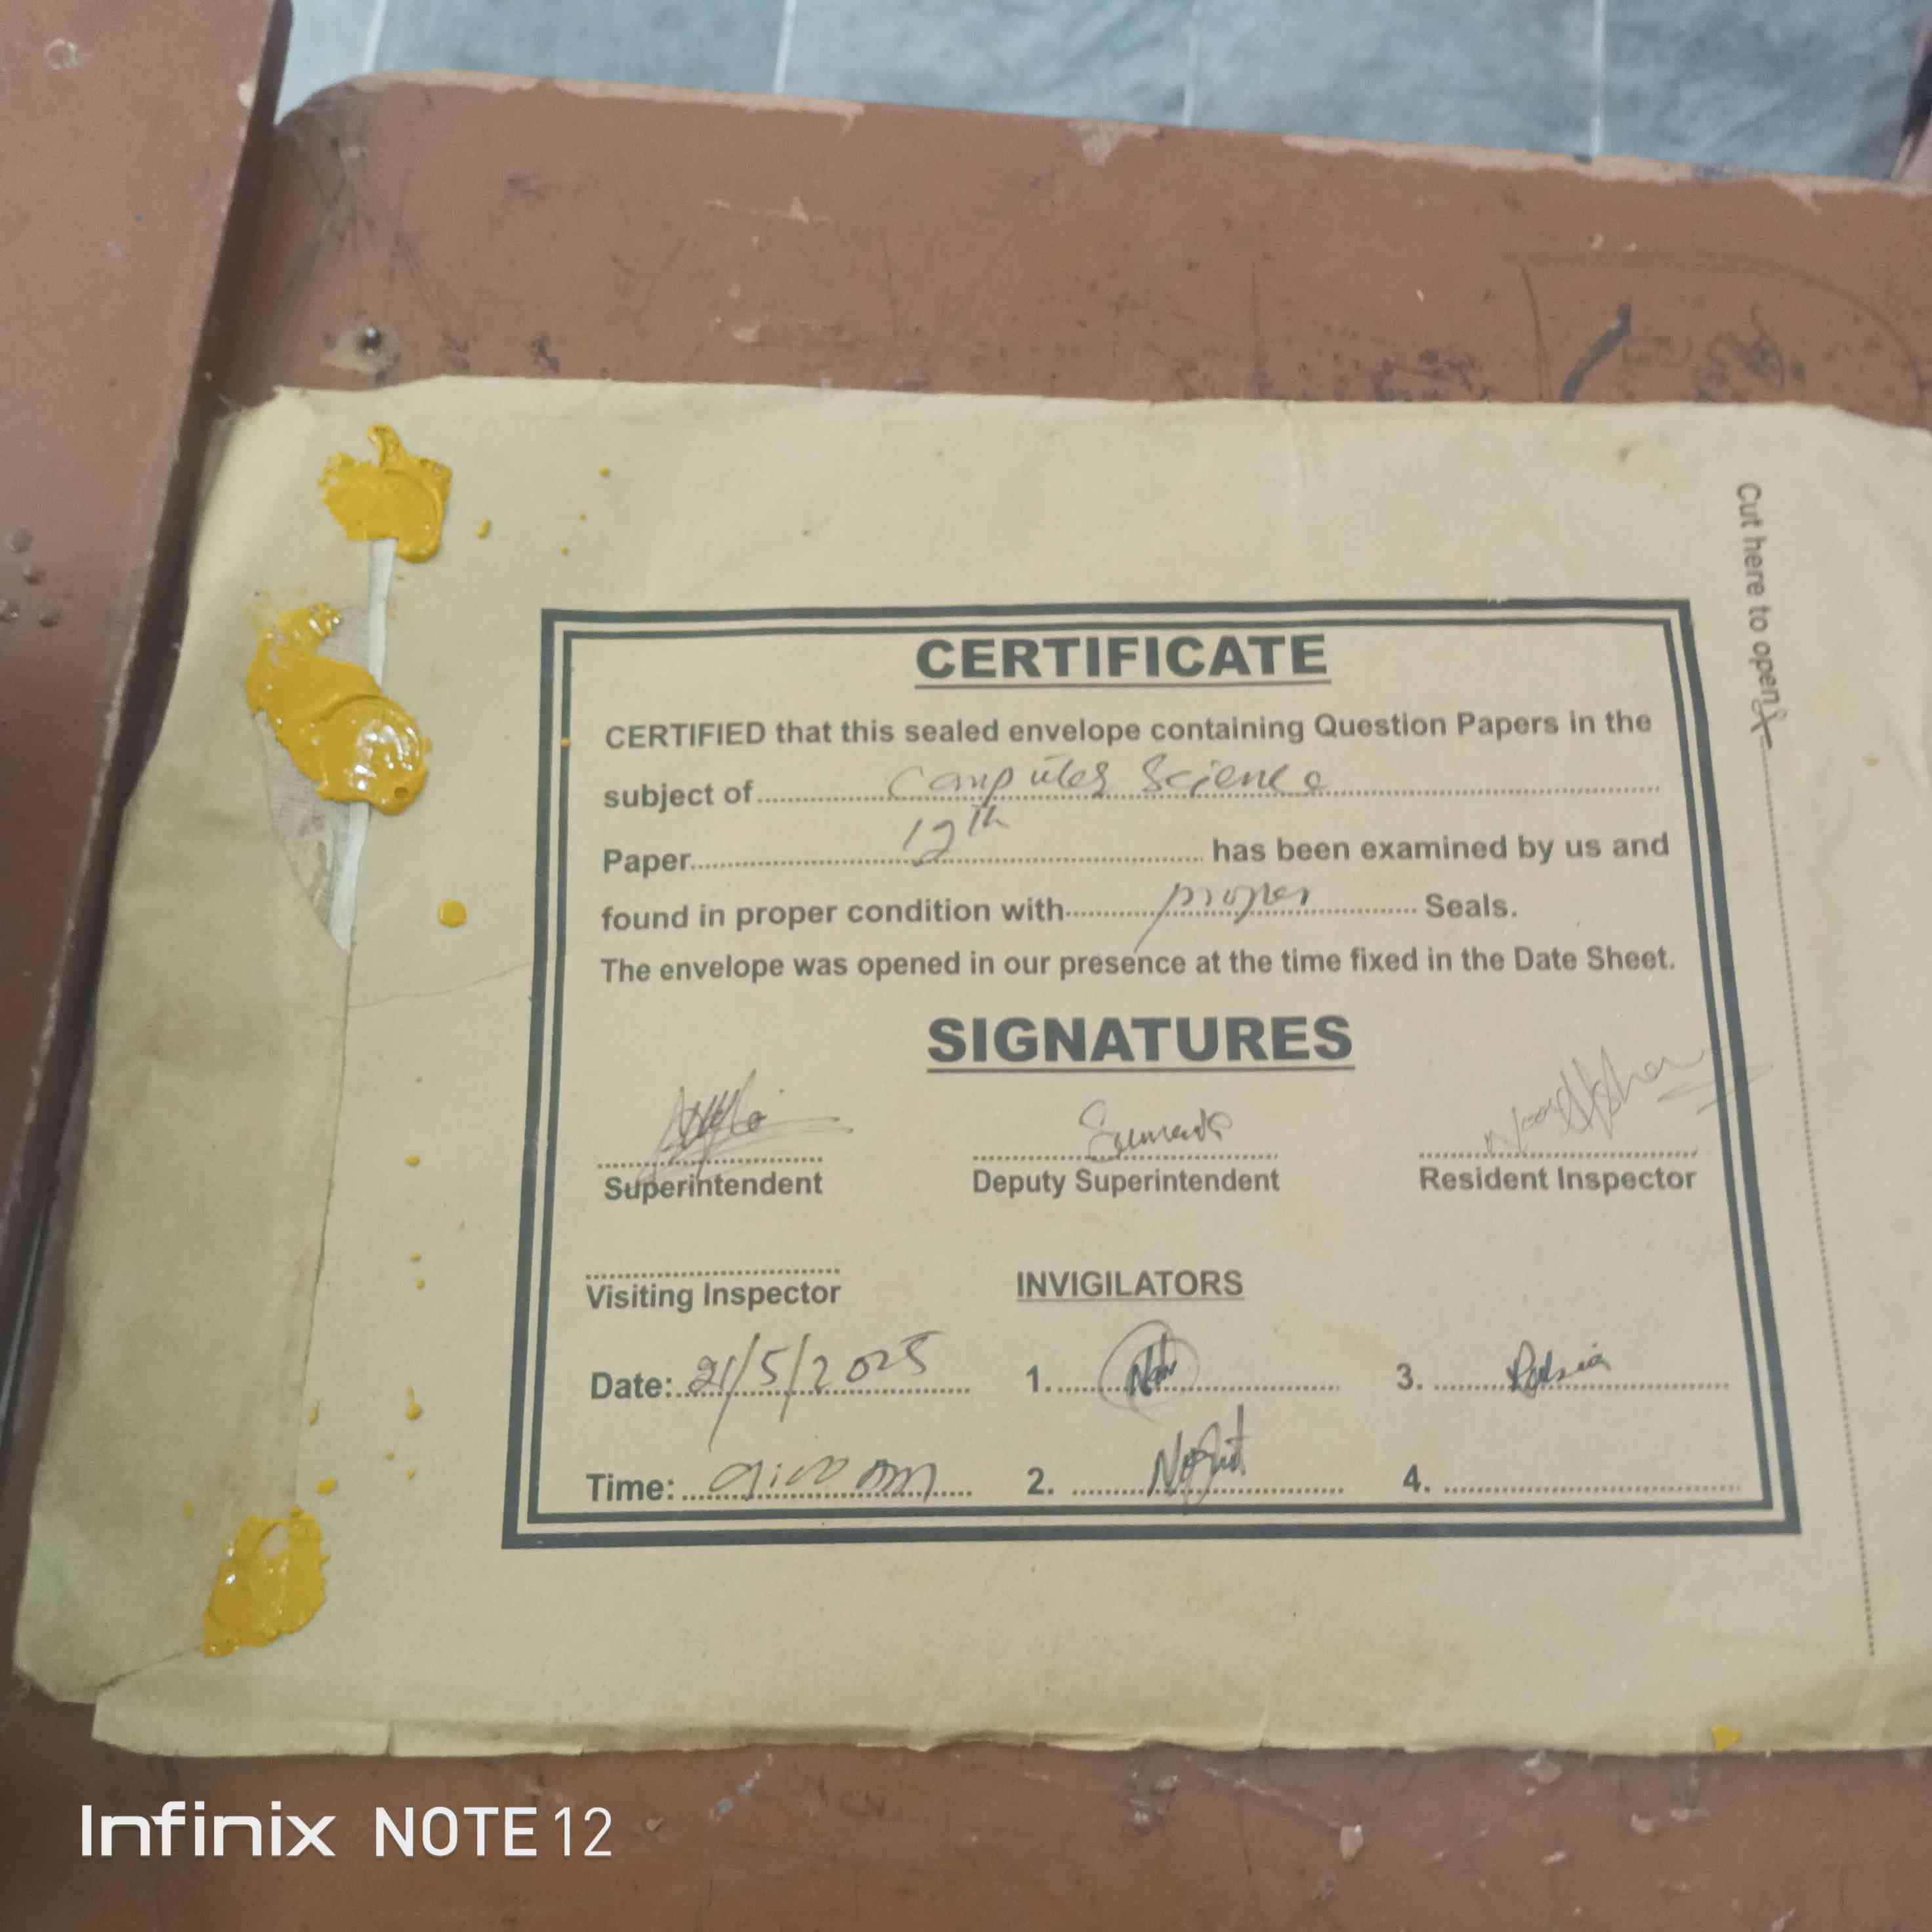 Cut here to open
CERTIFICATE
CERTIFIED that this sealed envelope containing Question Papers in the
subject of Computer Science
Paper 12th has been examined by us and
found in proper condition with proper Seals.
The envelope was opened in our presence at the time fixed in the Date Sheet.
SIGNATURES
Superintendent Deputy Superintendent Resident Inspector
Visiting Inspector INVIGILATORS
Date: 21/5/2025 1. 3.
Time: 9:00 am 2. 4.
Infinix NOTE 12